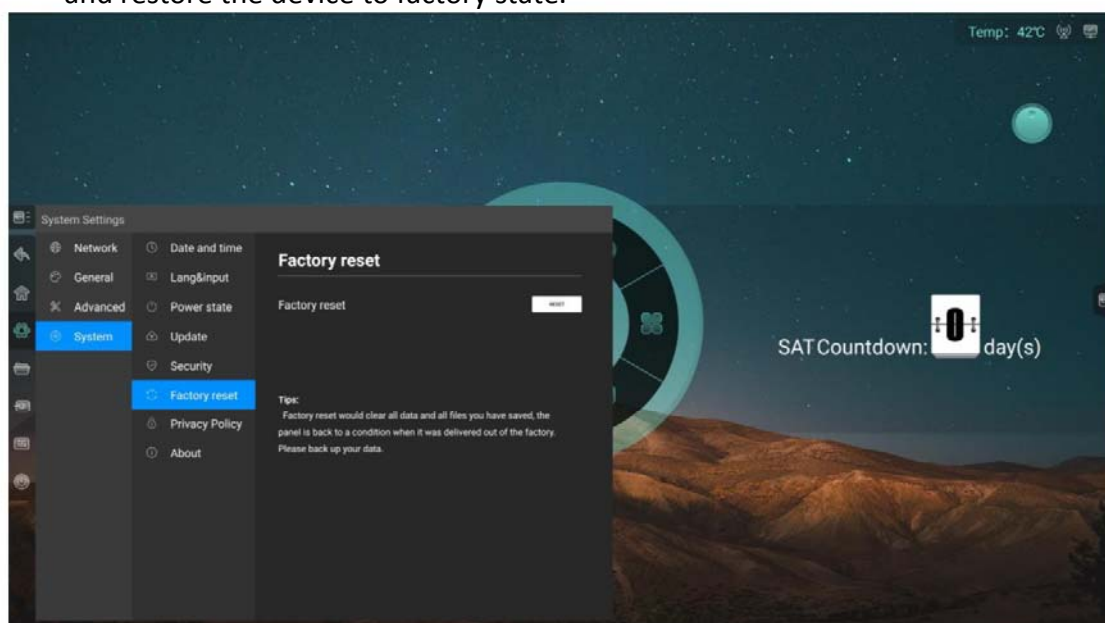 and restore the device to factory state.
Temp: 42℃
System Settings
Network
General
Advanced
System
Date and time
Lang&input
Power state
Update
Security
Factory reset
Privacy Policy
About
Factory reset
Factory reset
RESET
Tips:
Factory reset would clear all data and all files you have saved, the
panel is back to a condition when it was delivered out of the factory.
Please back up your data.
SAT Countdown: 0 day(s)